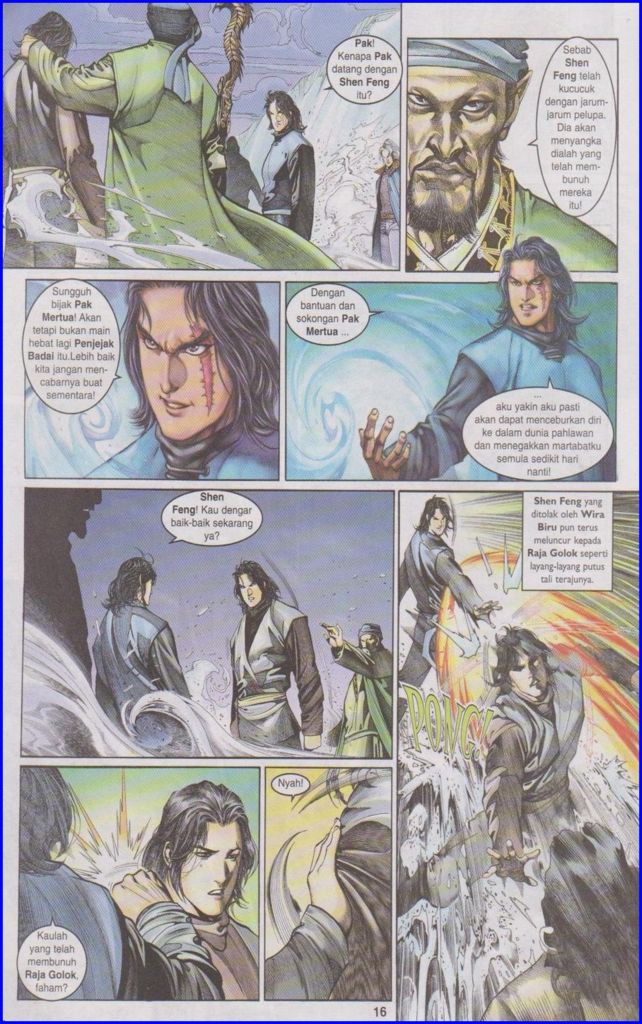 Pak!
Kenapa Pak
datang dengan
Shen Feng
itu?
Sebab
Shen
Feng telah
kucucuk
dengan jarum-
jarum pelupa.
Dia akan
menyangka
dialah yang
telah mem-
bunuh
mereka
itu!
Sungguh
bijak Pak
Mertua! Akan
tetapi bukan main
hebat lagi Penjejak
Badai itu.Lebih baik
kita jangan men-
cabarnya buat
sementara!
Dengan
bantuan dan
sokongan Pak
Mertua ...
...
aku yakin aku pasti
akan dapat menceburkan diri
ke dalam dunia pahlawan
dan menegakkan martabatku
semula sedikit hari
nanti!
Shen
Feng! Kau dengar
baik-baik sekarang
ya?
Shen Feng yang
ditolak oleh Wira
Biru pun terus
meluncur kepada
Raja Golok seperti
layang-layang putus
tali terajunya.
PONG!
Kaulah
yang telah
membunuh
Raja Golok,
faham?
Nyah!
16